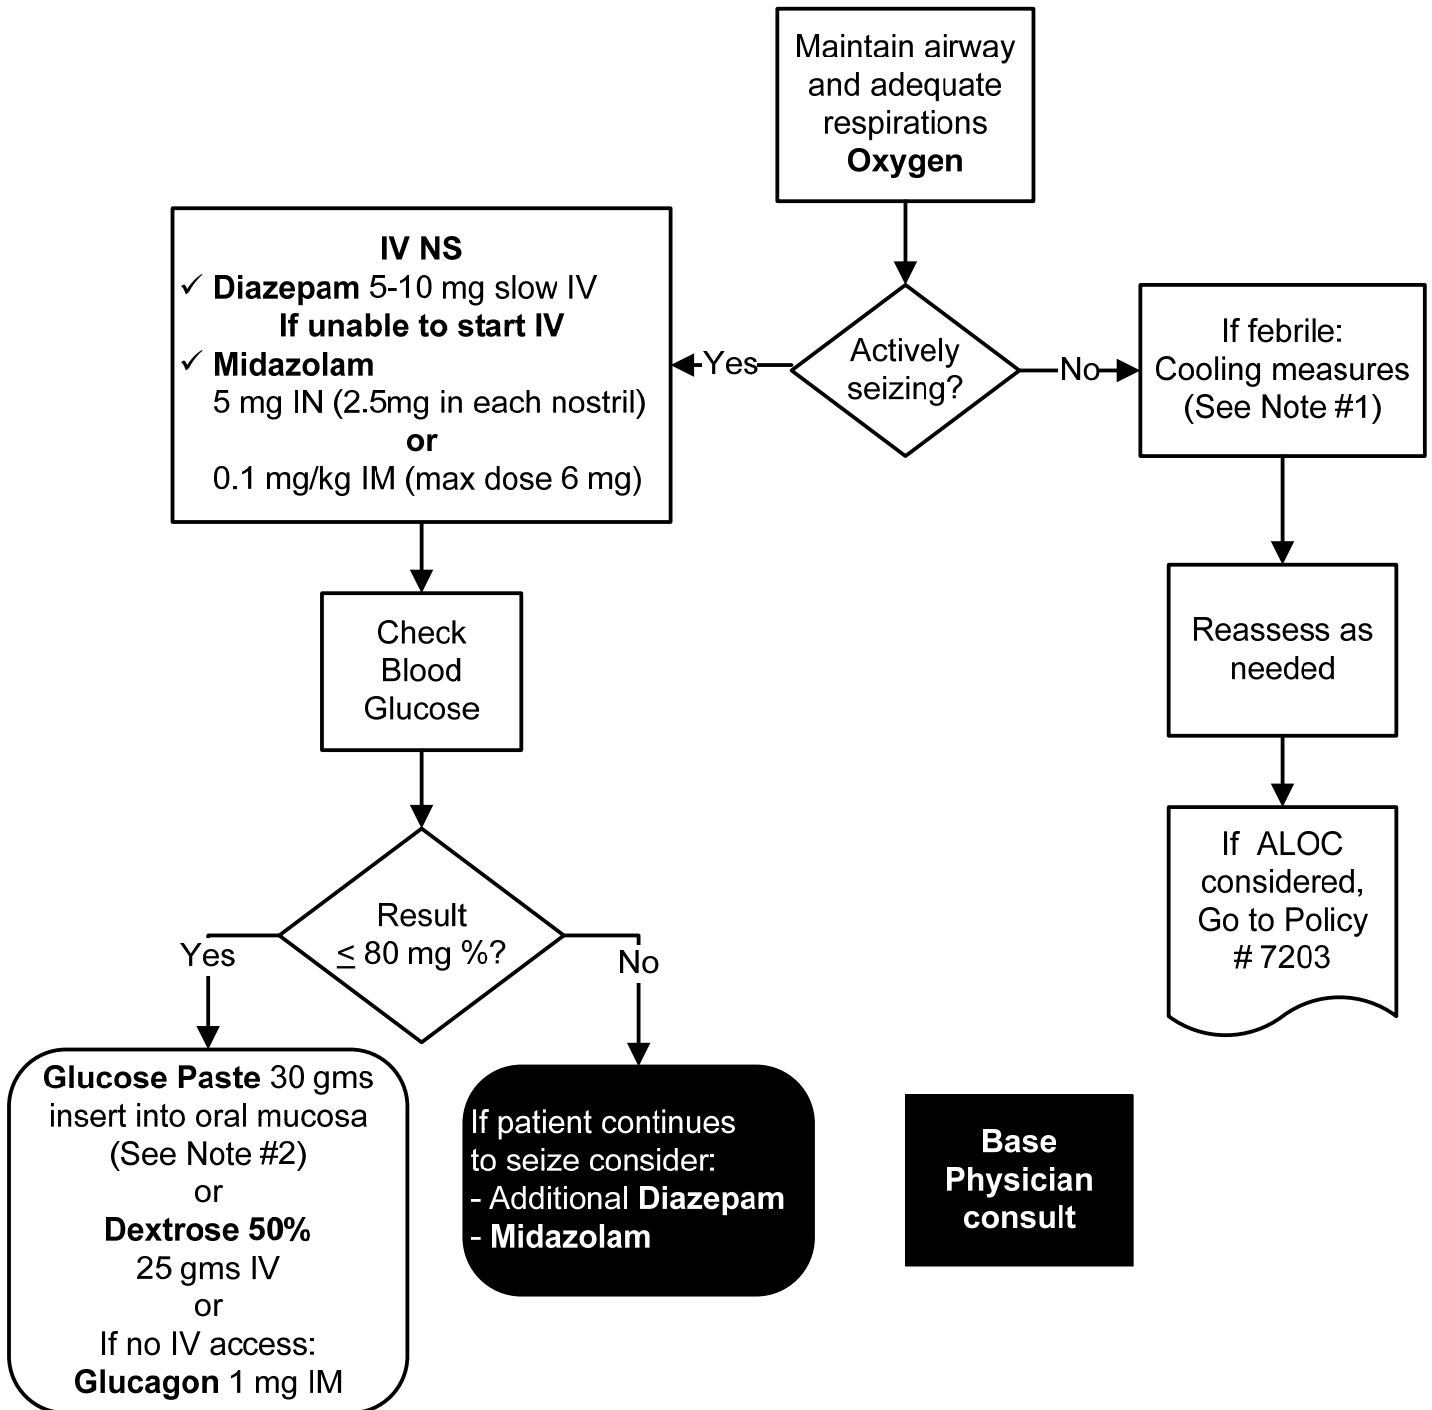 Maintain airway
and adequate
respirations
Oxygen
IV NS
✓ Diazepam 5-10 mg slow IV
If unable to start IV
✓ Midazolam
5 mg IN (2.5mg in each nostril)
or
0.1 mg/kg IM (max dose 6 mg)
Yes
Actively
seizing?
No
If febrile:
Cooling measures
(See Note #1)
Check
Blood
Glucose
Reassess as
needed
Result
≤ 80 mg %?
Yes
No
If ALOC
considered,
Go to Policy
# 7203
Glucose Paste 30 gms
insert into oral mucosa
(See Note #2)
or
Dextrose 50%
25 gms IV
or
If no IV access:
Glucagon 1 mg IM
If patient continues
to seize consider:
- Additional Diazepam
- Midazolam
Base
Physician
consult